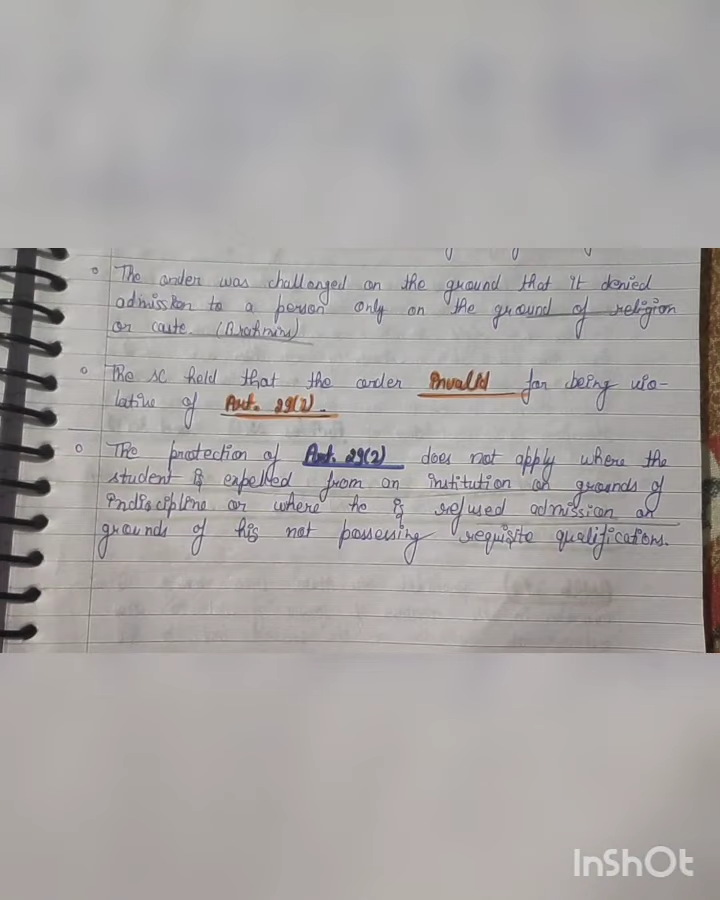 The order was challanged on the ground that it denied
admission to a person only on the ground of religion
or caste. (Brahmins)
The SC held that the order Invalid for being vio-
lative of Art. 29(2).
The protection of Art. 29(2) does not apply where the
student is expelled from an institution on grounds of
indiscipline or where he is refused admission on
grounds of his not possessing requisite qualifications.
InShOt